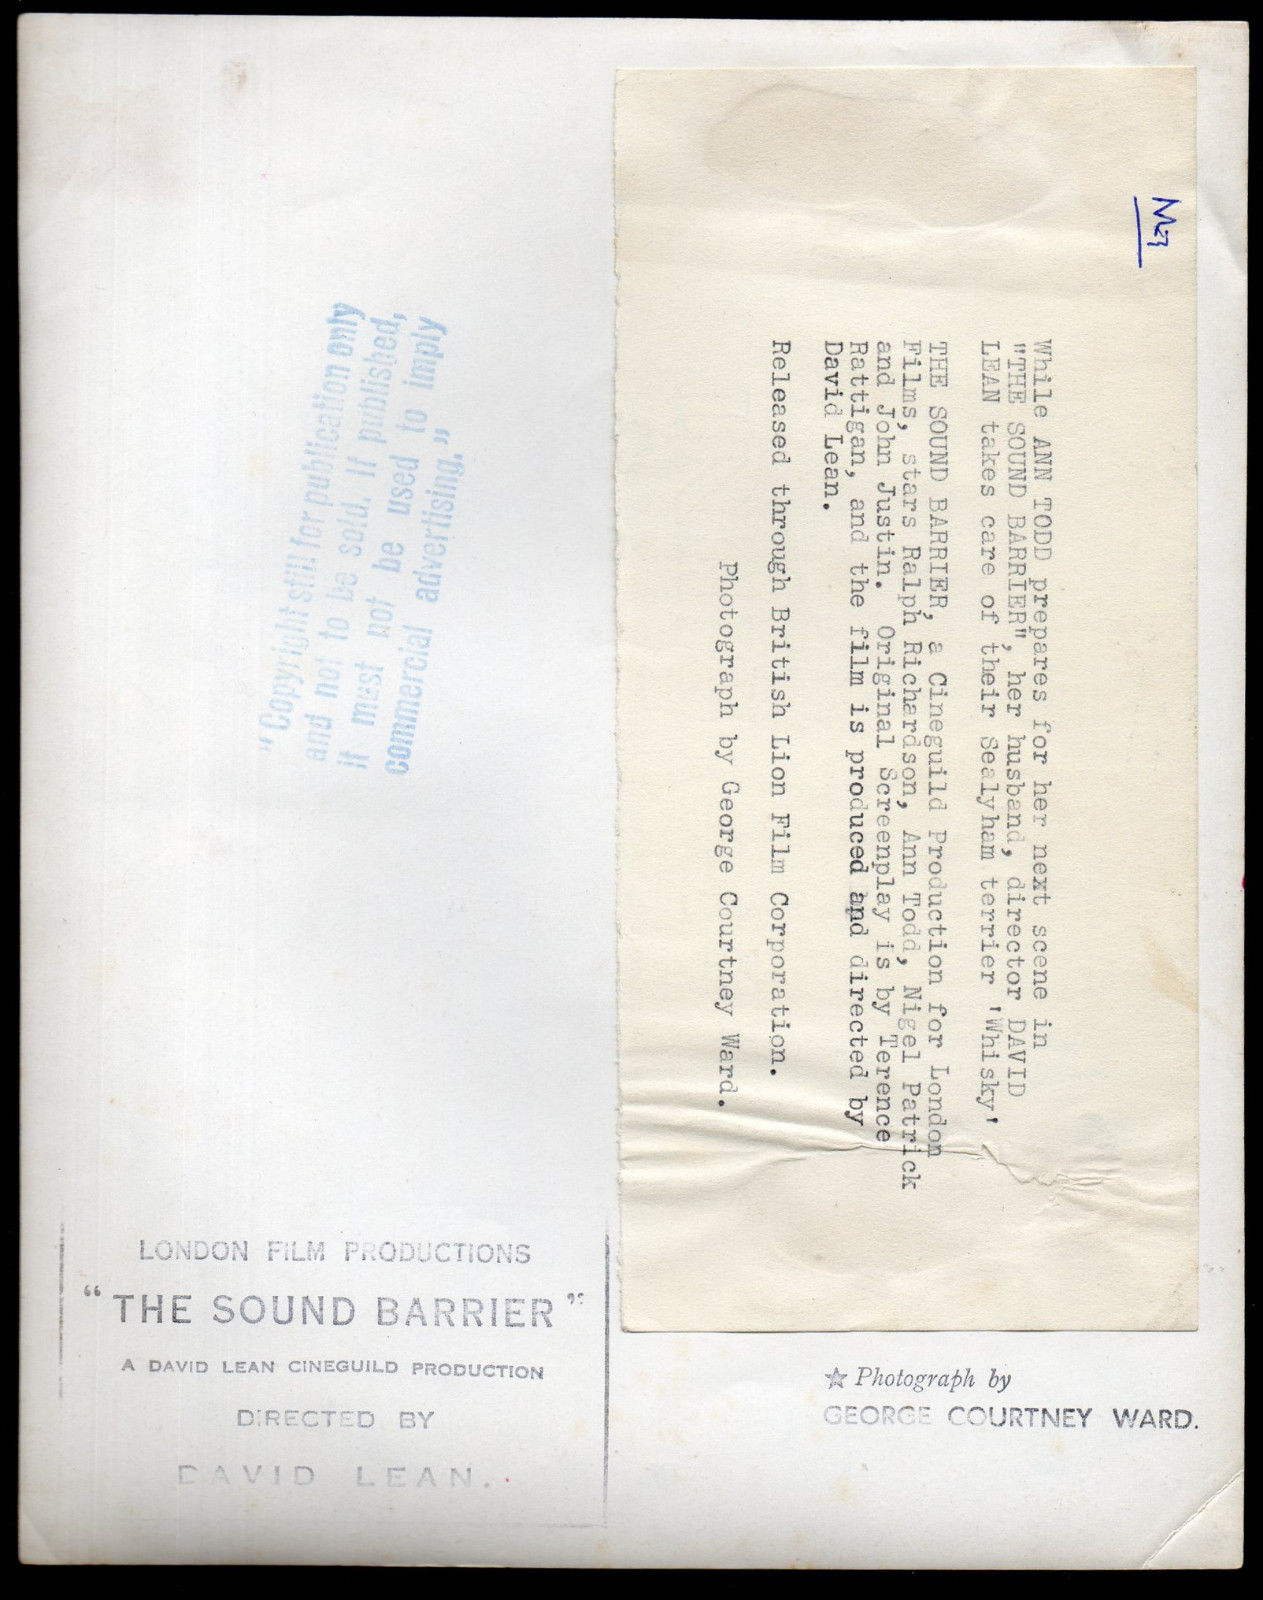 While ANN TODD prepares for her next scene in
"THE SOUND BARRIER", her husband, director DAVID
LEAN takes care of their Sealyham terrier 'Whisky'
THE SOUND BARRIER, a Cineguild Production for London
Films, stars Ralph Richardson, Ann Todd, Nigel Patrick
and John Justin. Original Screenplay is by Terence
Rattigan, and the film is produced and directed by
David Lean.
Released through British Lion Film Corporation.
Photograph by George Courtney Ward.
"Copyright still for publication only
and not to be sold. If published,
it must not be used to imply
commercial advertising."
LONDON FILM PRODUCTIONS
"THE SOUND BARRIER"
A DAVID LEAN CINEGUILD PRODUCTION
DIRECTED BY
DAVID LEAN.
☆ Photograph by
GEORGE COURTNEY WARD.